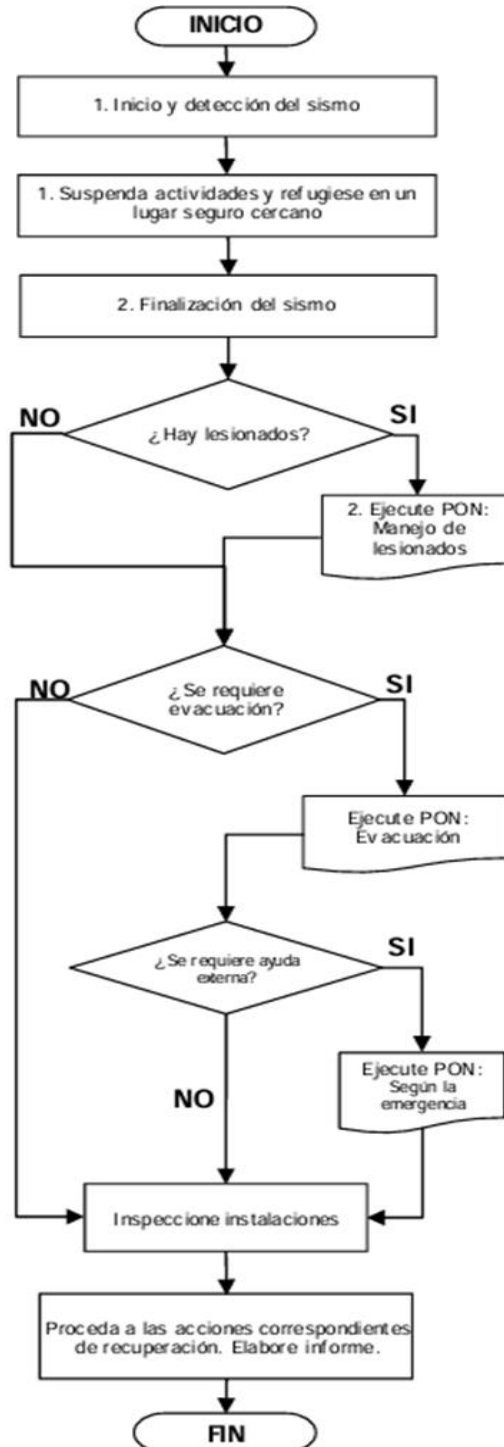 INICIO
1. Inicio y detección del sismo
1. Suspenda actividades y refugiese en un
lugar seguro cercano
2. Finalización del sismo
NO
¿Hay lesionados?
SI
2. Ejecute PON:
Manejo de
lesionados
NO
¿Se requiere
evacuación?
SI
Ejecute PON:
Evacuación
¿Se requiere ayuda
externa?
SI
NO
Ejecute PON:
Según la
emergencia
Inspeccione instalaciones
Proceda a las acciones correspondientes
de recuperación. Elabore informe.
FIN